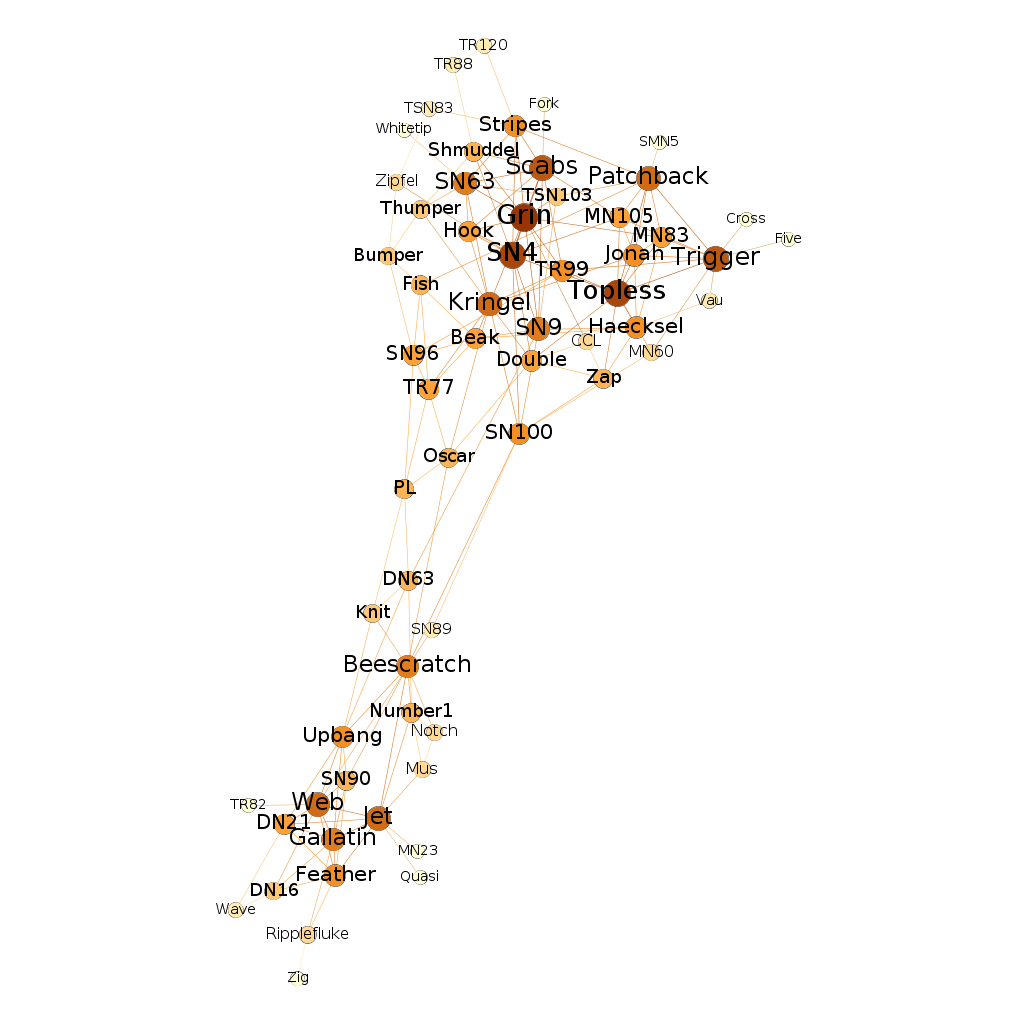 TR120
TR88
Fork
TSN83
Stripes
Whitetip
SMN5
Shmuddel
Scabs
Patchback
Zipfel
SN63
TSN103
Thumper
Grin
MN105
Cross
Hook
MN83
Five
Bumper
SN4
Jonah
Trigger
TR99
Fish
Topless
Kringel
Vau
SN9
Haecksel
Beak
CCL
SN96
Double
MN60
TR77
Zap
SN100
Oscar
PL
DN63
Knit
SN89
Beescratch
Number1
Upbang
Notch
SN90
Mus
TR82
Web
DN21
Jet
Gallatin
MN23
Feather
Quasi
DN16
Wave
Ripplefluke
Zig